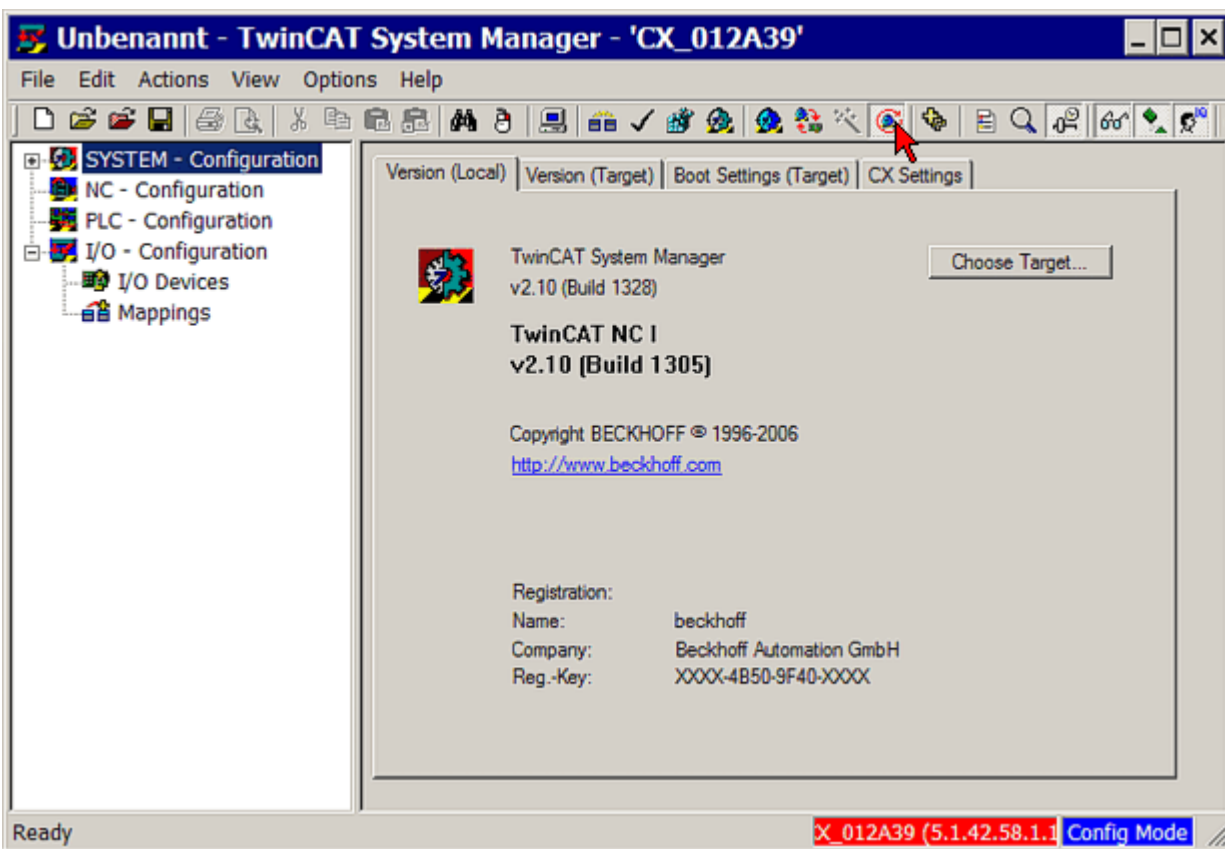 Unbenannt - TwinCAT System Manager - 'CX_012A39'
File Edit Actions View Options Help
SYSTEM - Configuration
NC - Configuration
PLC - Configuration
I/O - Configuration
I/O Devices
Mappings
Version (Local) Version (Target) Boot Settings (Target) CX Settings
TwinCAT System Manager
v2.10 (Build 1328)
Choose Target...
TwinCAT NC I
v2.10 (Build 1305)
Copyright BECKHOFF © 1996-2006
http://www.beckhoff.com
Registration:
Name: beckhoff
Company: Beckhoff Automation GmbH
Reg.-Key: XXXX-4B50-9F40-XXXX
Ready X_012A39 (5.1.42.58.1.1 Config Mode